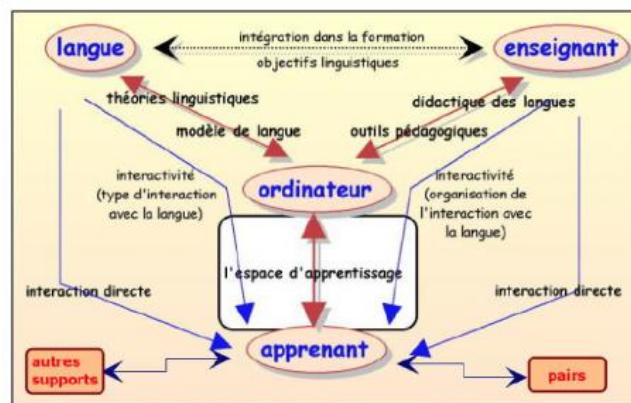 langue
intégration dans la formation
enseignant
objectifs linguistiques
théories linguistiques
didactique des langues
modèle de langue
outils pédagogiques
interactivité
(type d'interaction
avec la langue)
ordinateur
interactivité
(organisation de
l'interaction avec
la langue)
l'espace d'apprentissage
interaction directe
interaction directe
apprenant
autres
supports
pairs